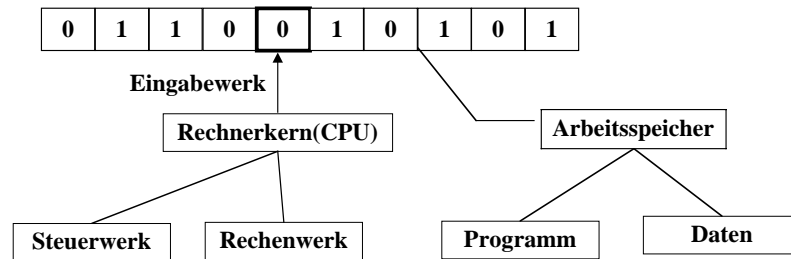 0 1 1 0 0 1 0 1 0 1
Eingabewerk
Rechnerkern(CPU)
Arbeitsspeicher
Steuerwerk
Rechenwerk
Programm
Daten